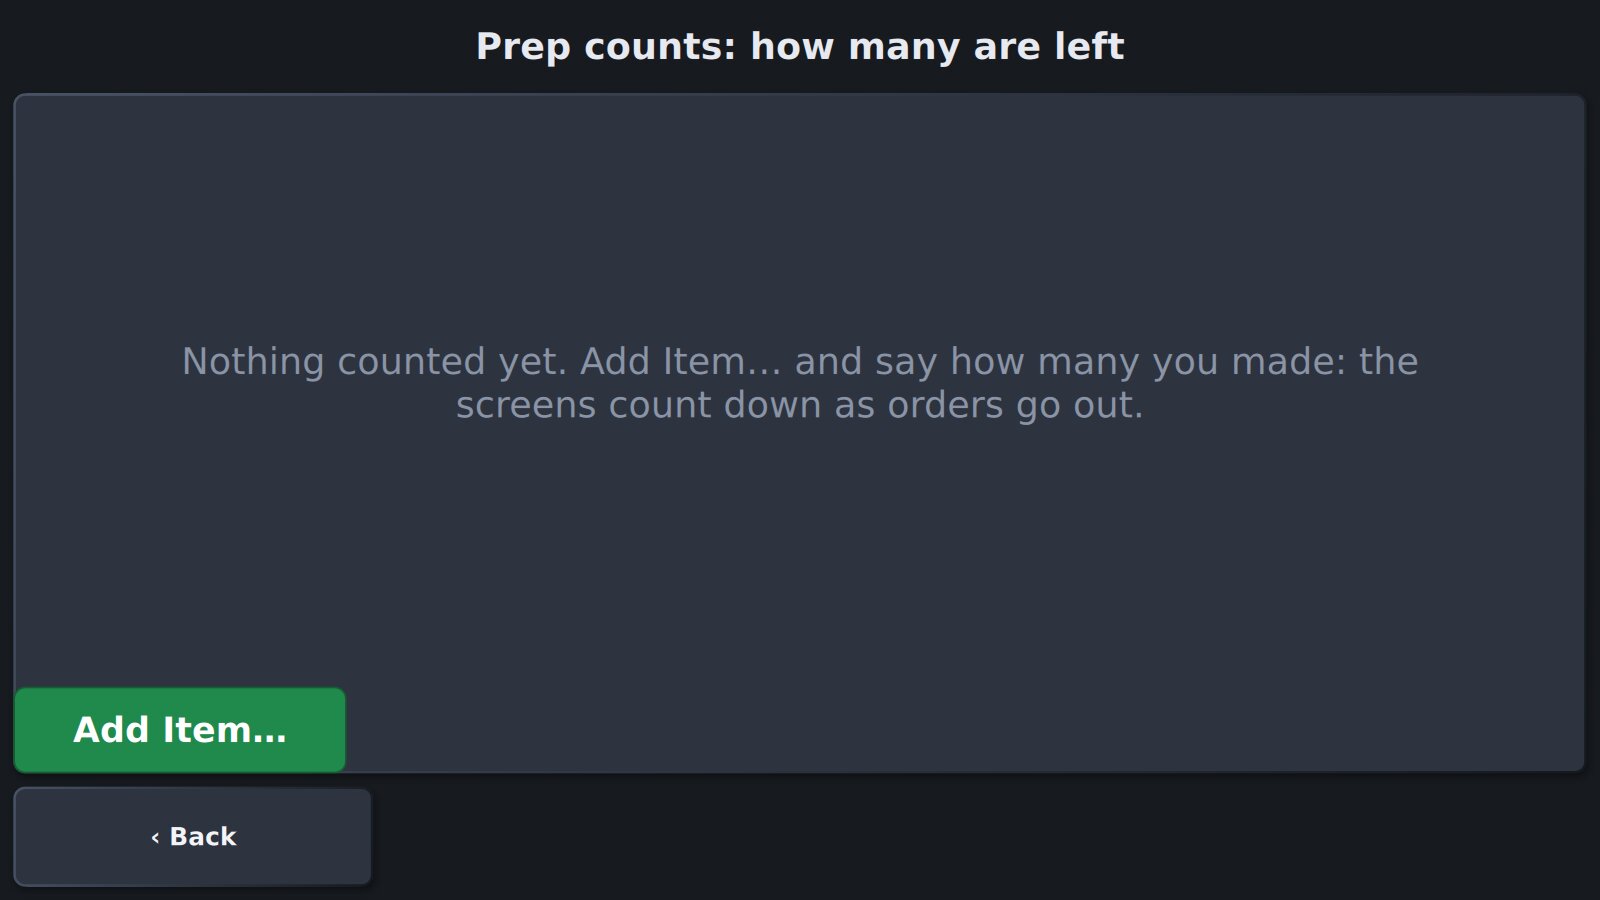 Prep counts: how many are left
Nothing counted yet. Add Item… and say how many you made: the
screens count down as orders go out.
Add Item…
‹ Back